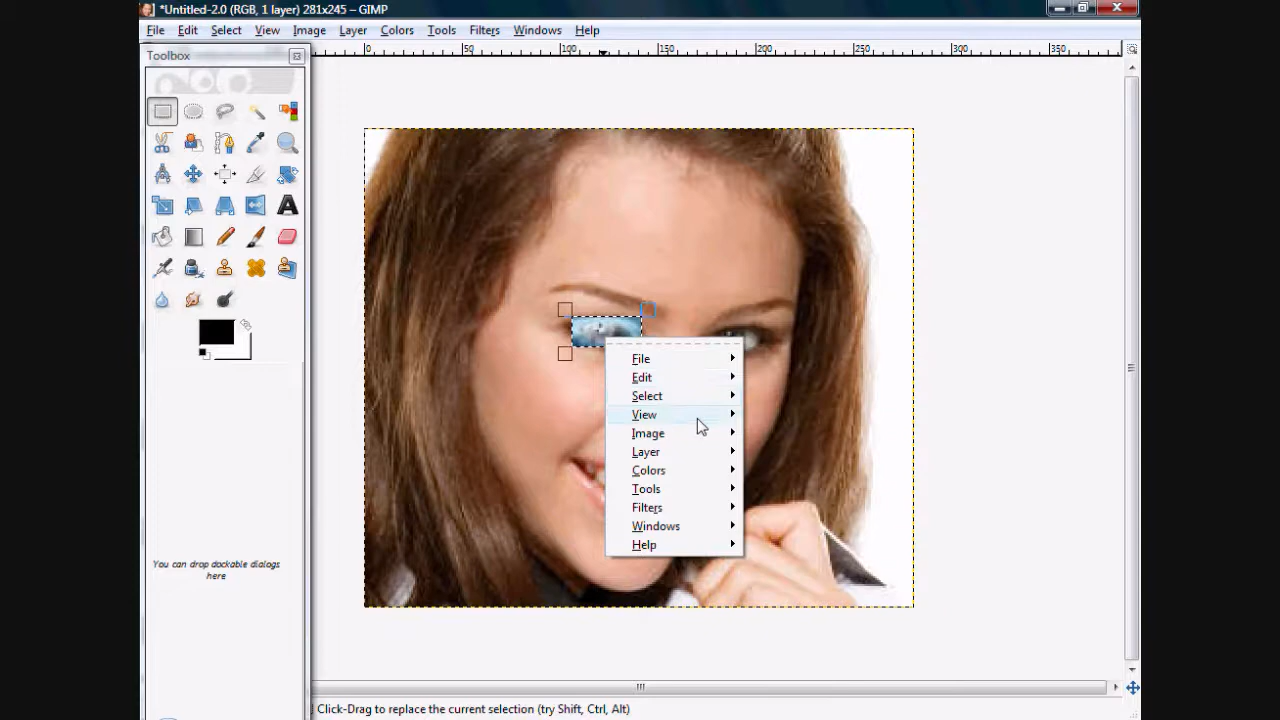 *Untitled-2.0 (RGB, 1 layer) 281x245 – GIMP
File Edit Select View Image Layer Colors Tools Filters Windows Help
Toolbox
0 50 100 150 200 250 300 350
File
Edit
Select
View
Image
Layer
Colors
Tools
Filters
Windows
Help
You can drop dockable dialogs
here
Click-Drag to replace the current selection (try Shift, Ctrl, Alt)